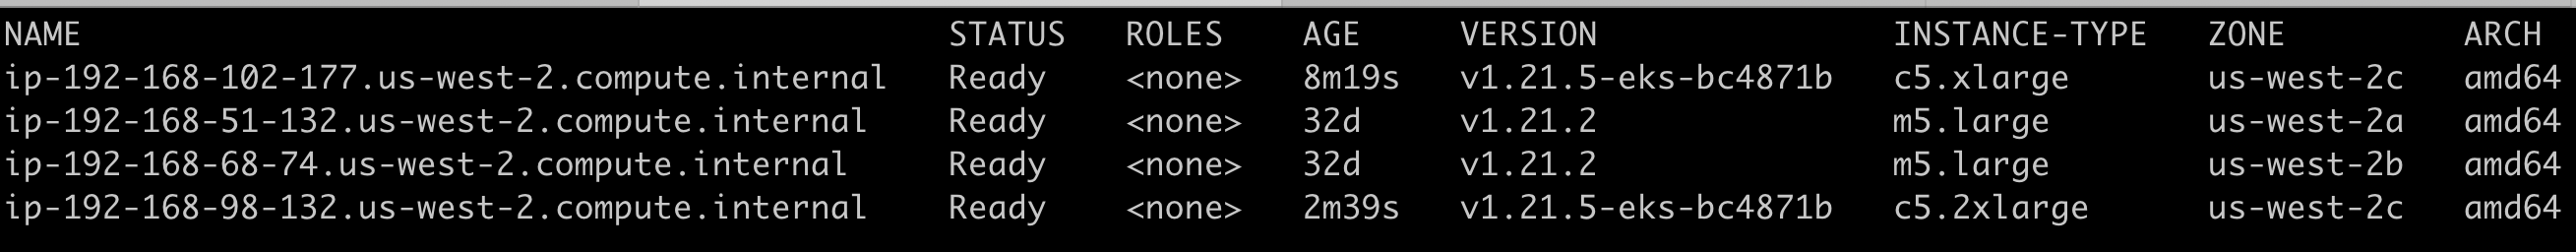 NAME STATUS ROLES AGE VERSION INSTANCE-TYPE ZONE ARCH
ip-192-168-102-177.us-west-2.compute.internal Ready <none> 8m19s v1.21.5-eks-bc4871b c5.xlarge us-west-2c amd64
ip-192-168-51-132.us-west-2.compute.internal Ready <none> 32d v1.21.2 m5.large us-west-2a amd64
ip-192-168-68-74.us-west-2.compute.internal Ready <none> 32d v1.21.2 m5.large us-west-2b amd64
ip-192-168-98-132.us-west-2.compute.internal Ready <none> 2m39s v1.21.5-eks-bc4871b c5.2xlarge us-west-2c amd64